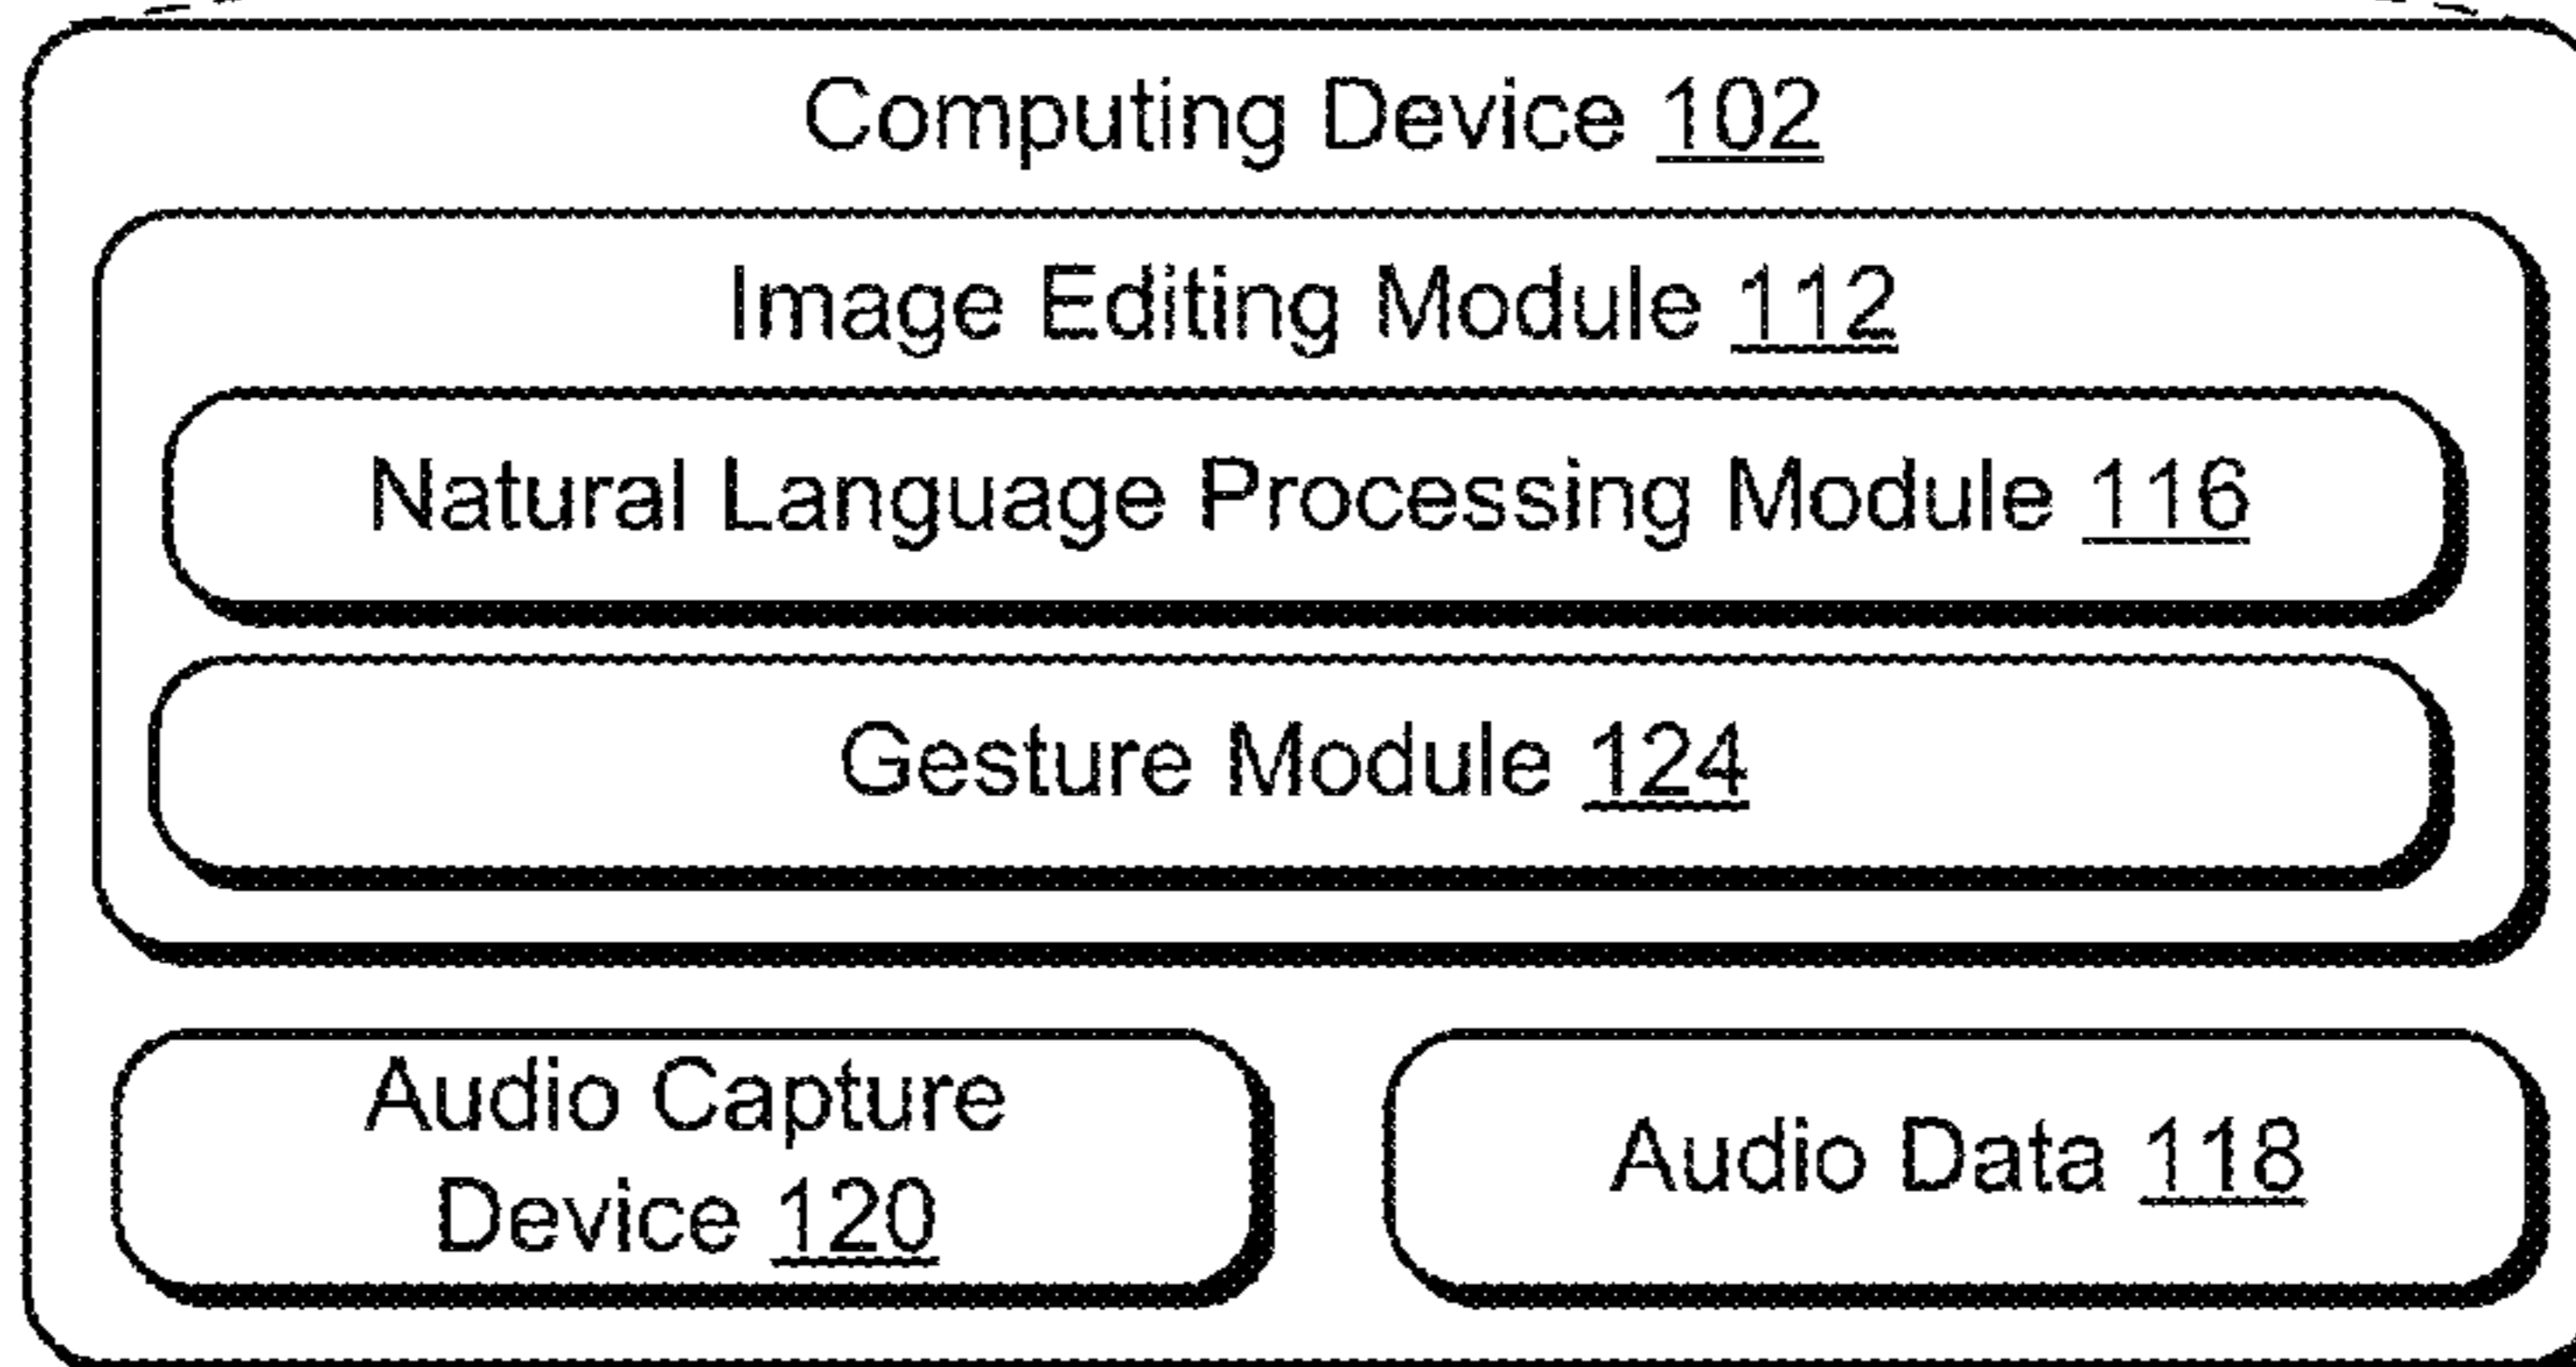 Computing Device 102
Image Editing Module 112
Natural Language Processing Module 116
Gesture Module 124
Audio Capture
Device 120
Audio Data 118